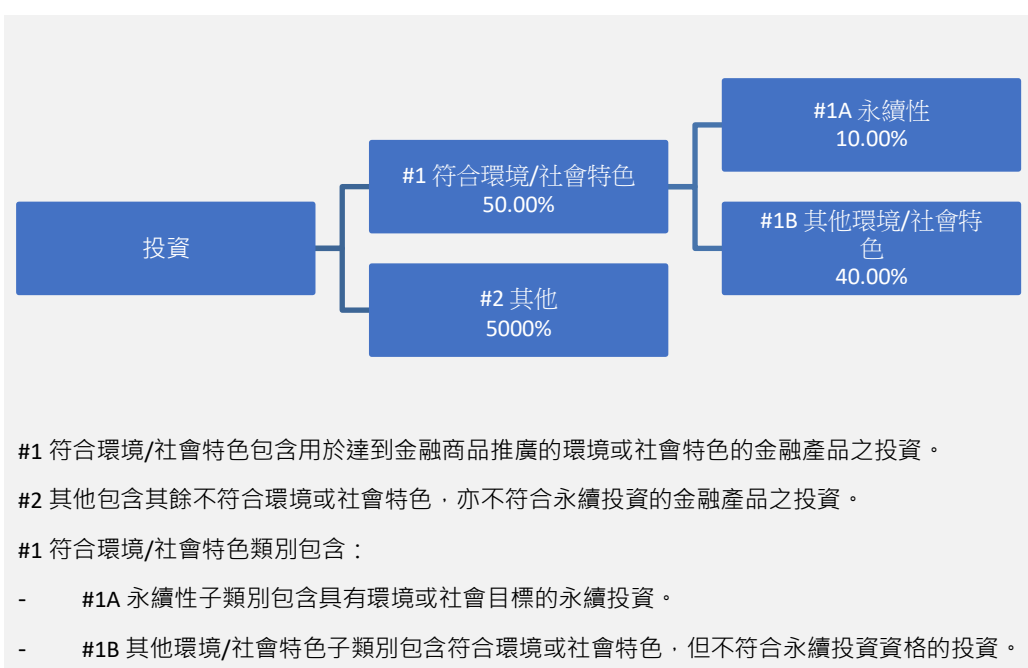 投資
#1 符合環境/社會特色
50.00%
#2 其他
5000%
#1A 永續性
10.00%
#1B 其他環境/社會特
色
40.00%
#1 符合環境/社會特色包含用於達到金融商品推廣的環境或社會特色的金融產品之投資。
#2 其他包含其餘不符合環境或社會特色，亦不符合永續投資的金融產品之投資。
#1 符合環境/社會特色類別包含：
- #1A 永續性子類別包含具有環境或社會目標的永續投資。
- #1B 其他環境/社會特色子類別包含符合環境或社會特色，但不符合永續投資資格的投資。